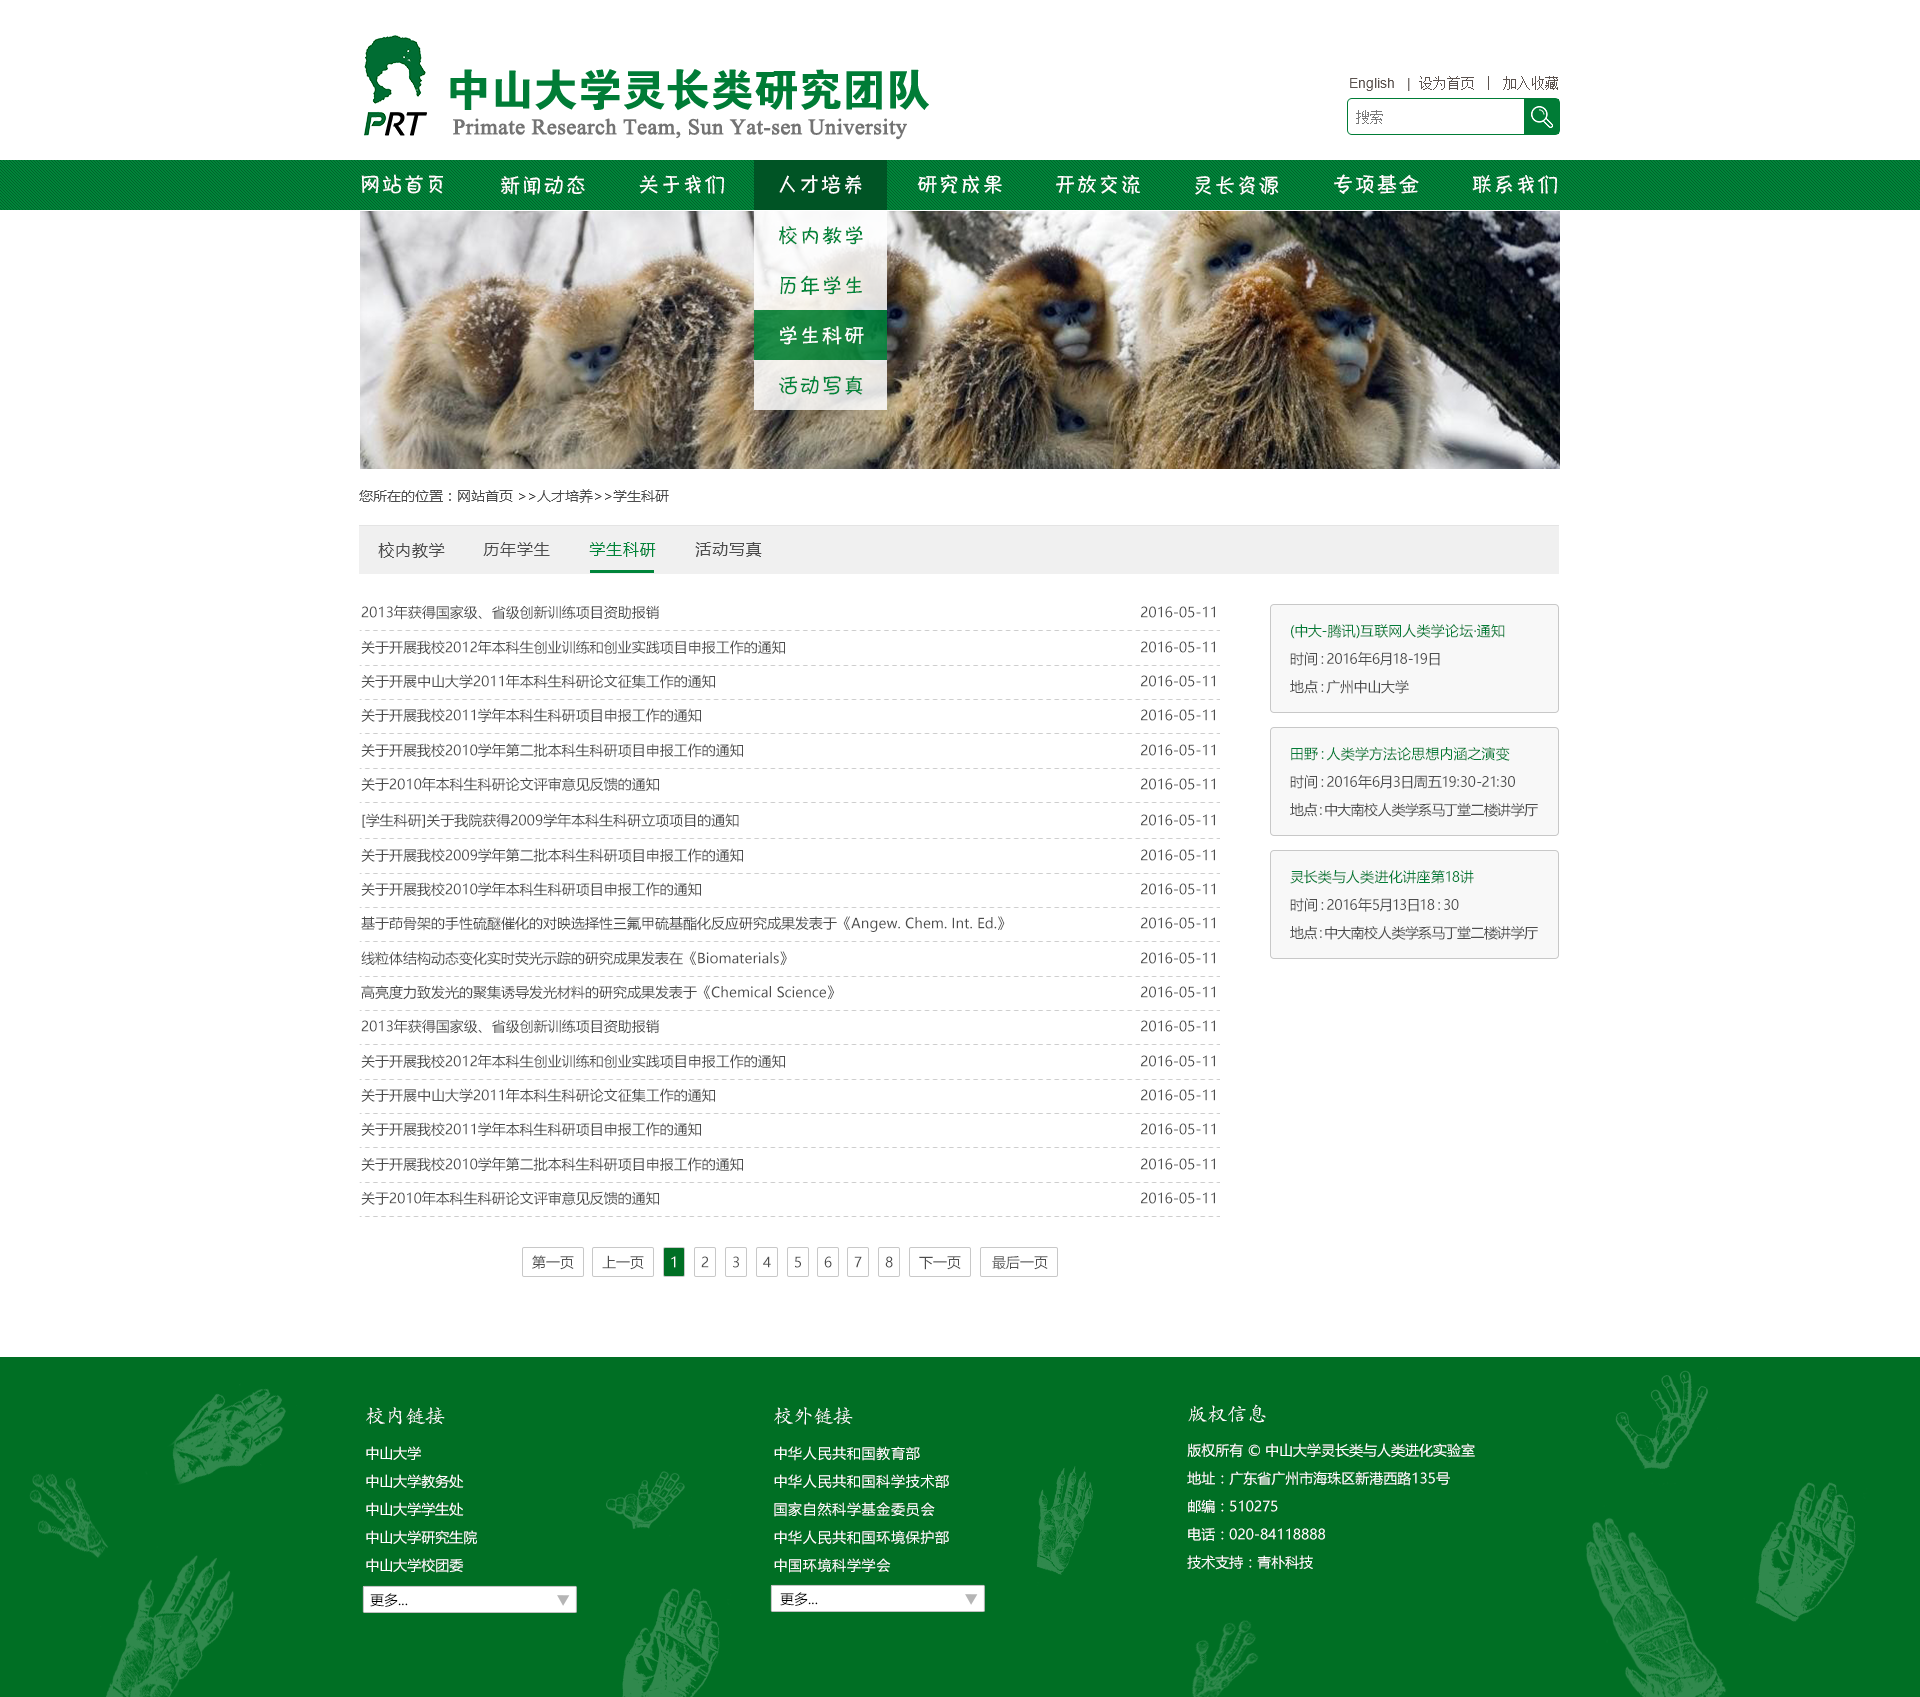 PRT
中山大学灵长类研究团队
Primate Research Team, Sun Yat-sen University
English | 设为首页 | 加入收藏
搜索
网站首页 新闻动态 关于我们 人才培养 研究成果 开放交流 灵长资源 专项基金 联系我们
校内教学
历年学生
学生科研
活动写真
您所在的位置：网站首页 >>人才培养>>学生科研
校内教学 历年学生 学生科研 活动写真
2013年获得国家级、省级创新训练项目资助报销 2016-05-11
关于开展我校2012年本科生创业训练和创业实践项目申报工作的通知 2016-05-11
关于开展中山大学2011年本科生科研论文征集工作的通知 2016-05-11
关于开展我校2011学年本科生科研项目申报工作的通知 2016-05-11
关于开展我校2010学年第二批本科生科研项目申报工作的通知 2016-05-11
关于2010年本科生科研论文评审意见反馈的通知 2016-05-11
[学生科研]关于我院获得2009学年本科生科研立项项目的通知 2016-05-11
关于开展我校2009学年第二批本科生科研项目申报工作的通知 2016-05-11
关于开展我校2010学年本科生科研项目申报工作的通知 2016-05-11
基于茚骨架的手性硫醚催化的对映选择性三氟甲硫基酯化反应研究成果发表于《Angew. Chem. Int. Ed.》 2016-05-11
线粒体结构动态变化实时荧光示踪的研究成果发表在《Biomaterials》 2016-05-11
高亮度力致发光的聚集诱导发光材料的研究成果发表于《Chemical Science》 2016-05-11
2013年获得国家级、省级创新训练项目资助报销 2016-05-11
关于开展我校2012年本科生创业训练和创业实践项目申报工作的通知 2016-05-11
关于开展中山大学2011年本科生科研论文征集工作的通知 2016-05-11
关于开展我校2011学年本科生科研项目申报工作的通知 2016-05-11
关于开展我校2010学年第二批本科生科研项目申报工作的通知 2016-05-11
关于2010年本科生科研论文评审意见反馈的通知 2016-05-11
第一页 上一页 1 2 3 4 5 6 7 8 下一页 最后一页
(中大-腾讯)互联网人类学论坛·通知
时间：2016年6月18-19日
地点：广州中山大学
田野：人类学方法论思想内涵之演变
时间：2016年6月3日周五19:30-21:30
地点：中大南校人类学系马丁堂二楼讲学厅
灵长类与人类进化讲座第18讲
时间：2016年5月13日18：30
地点：中大南校人类学系马丁堂二楼讲学厅
校内链接
中山大学
中山大学教务处
中山大学学生处
中山大学研究生院
中山大学校团委
更多...
校外链接
中华人民共和国教育部
中华人民共和国科学技术部
国家自然科学基金委员会
中华人民共和国环境保护部
中国环境科学学会
更多...
版权信息
版权所有 © 中山大学灵长类与人类进化实验室
地址：广东省广州市海珠区新港西路135号
邮编：510275
电话：020-84118888
技术支持：青朴科技